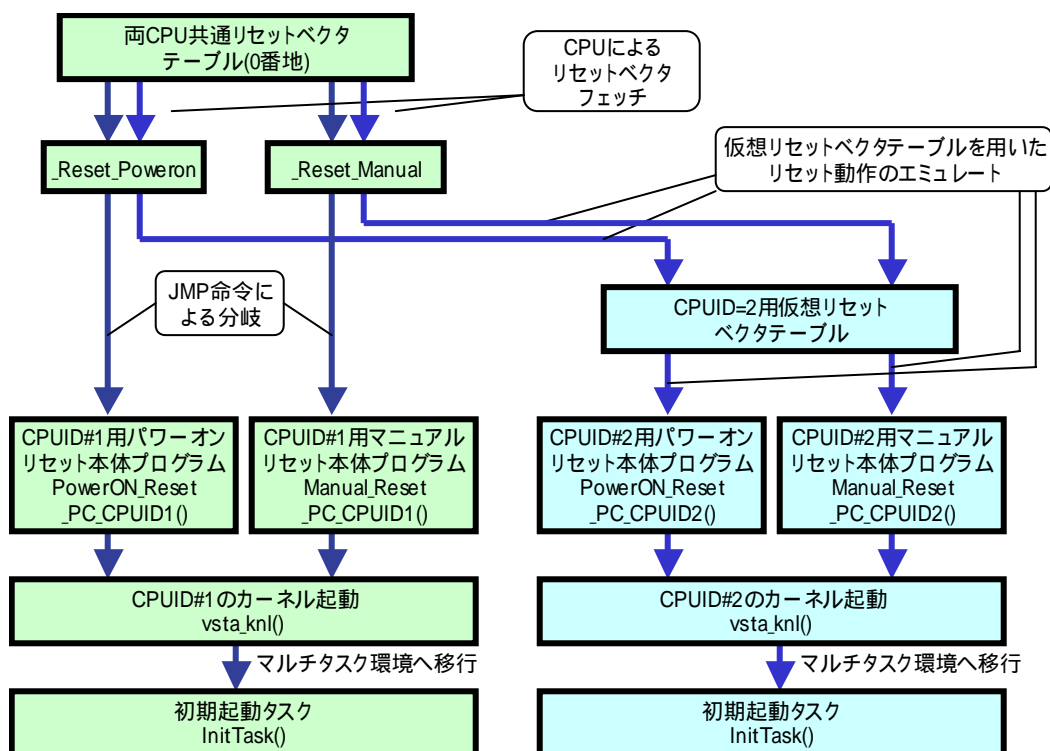 両CPU共通リセットベクタ
テーブル(0番地)
CPUによる
リセットベクタ
フェッチ
_Reset_Poweron
_Reset_Manual
仮想リセットベクタテーブルを用いた
リセット動作のエミュレート
JMP命令に
よる分岐
CPUID=2用仮想リセット
ベクタテーブル
CPUID#1用パワーオン
リセット本体プログラム
PowerON_Reset
_PC_CPUID1()
CPUID#1用マニュアル
リセット本体プログラム
Manual_Reset
_PC_CPUID1()
CPUID#2用パワーオン
リセット本体プログラム
PowerON_Reset
_PC_CPUID2()
CPUID#2用マニュアル
リセット本体プログラム
Manual_Reset
_PC_CPUID2()
CPUID#1のカーネル起動
vsta_knl()
CPUID#2のカーネル起動
vsta_knl()
マルチタスク環境へ移行
マルチタスク環境へ移行
初期起動タスク
InitTask()
初期起動タスク
InitTask()